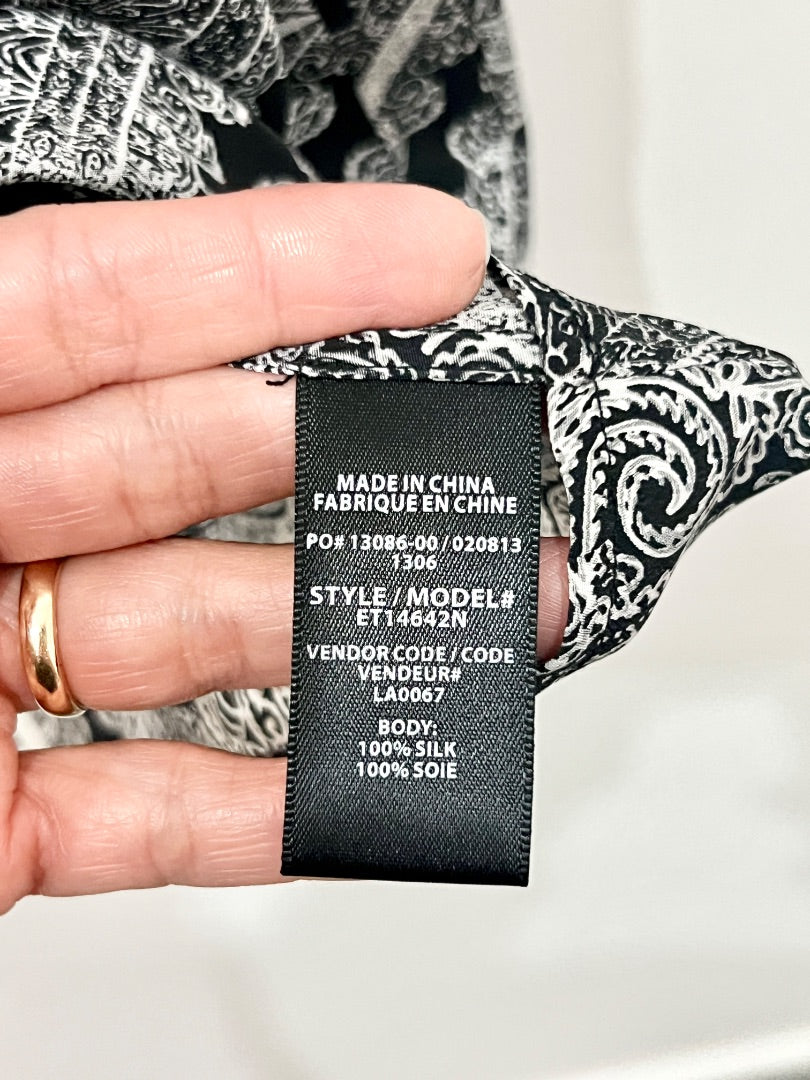 MADE IN CHINA
FABRIQUE EN CHINE
PO# 13086-00 / 020813
1306
STYLE / MODEL#
ET14642N
VENDOR CODE / CODE
VENDEUR#
LA0067
BODY:
100% SILK
100% SOIE